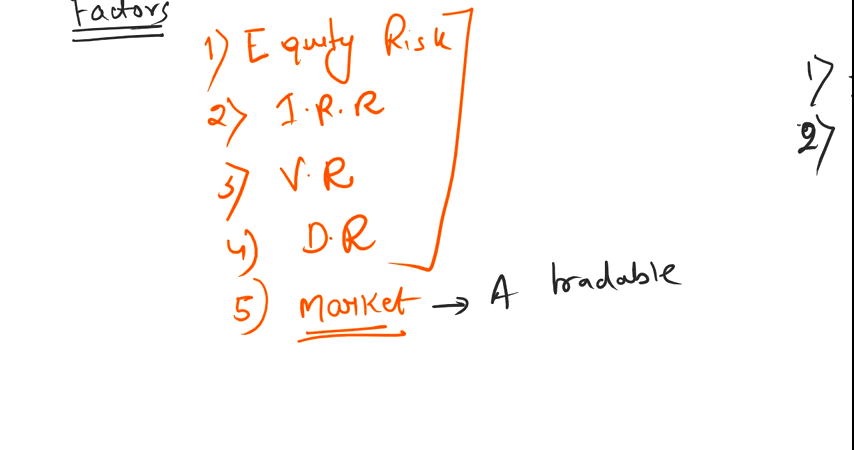 Factors
1) Equity Risk
2) I.R.R
3) V.R
4) D.R
5) Market → A tradable
1)
2)